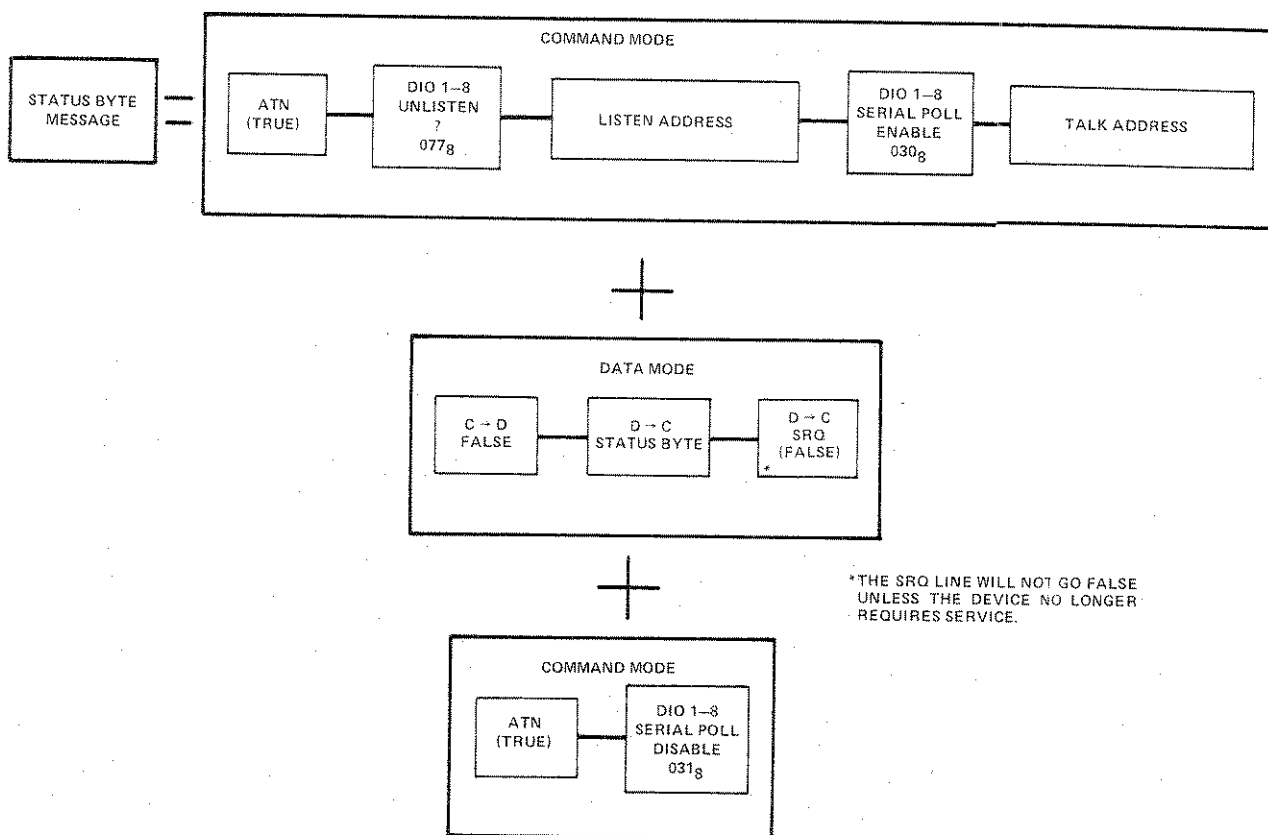 STATUS BYTE
MESSAGE
COMMAND MODE
ATN
(TRUE)
DIO 1–8
UNLISTEN
?
077₈
LISTEN ADDRESS
DIO 1–8
SERIAL POLL
ENABLE
030₈
TALK ADDRESS
DATA MODE
C → D
FALSE
D → C
STATUS BYTE
D → C
SRQ
(FALSE)
*
*THE SRQ LINE WILL NOT GO FALSE
UNLESS THE DEVICE NO LONGER
REQUIRES SERVICE.
COMMAND MODE
ATN
(TRUE)
DIO 1–8
SERIAL POLL
DISABLE
031₈